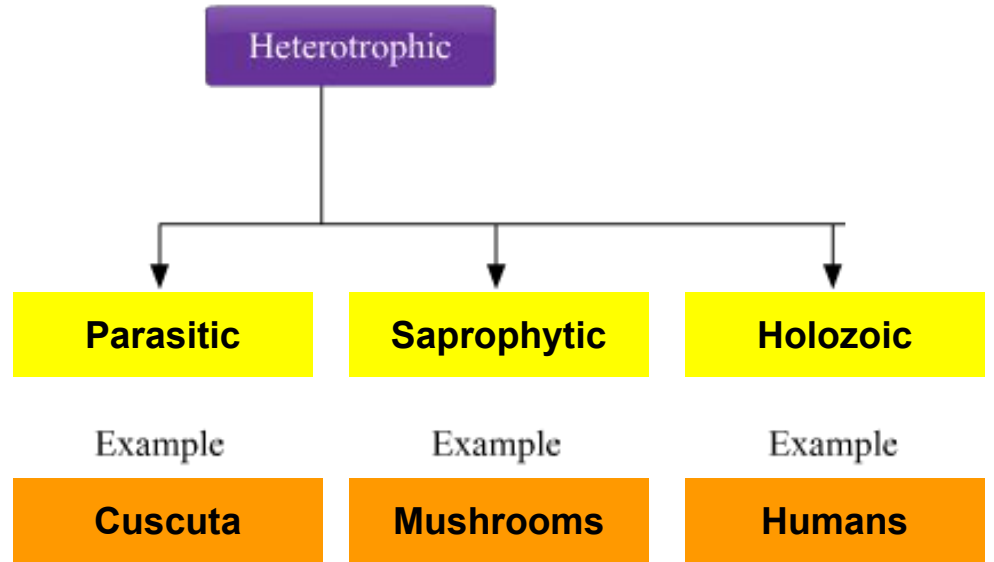 Heterotrophic
Parasitic Saprophytic Holozoic
Example Example Example
Cuscuta Mushrooms Humans